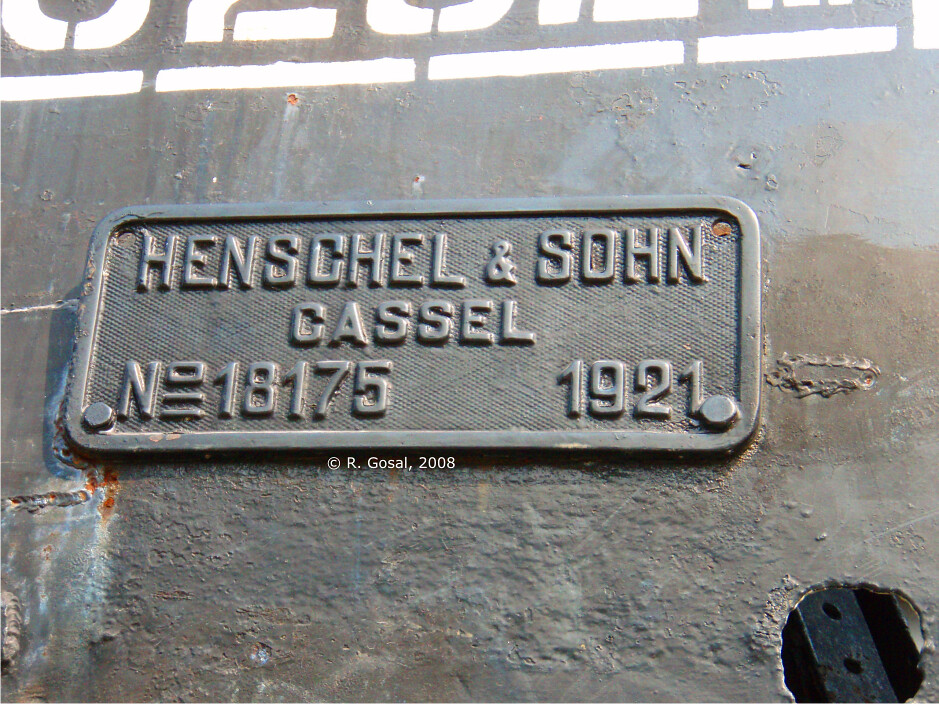 HENSCHEL & SOHN
CASSEL
Nº 18175 1921
© R. Gosal, 2008